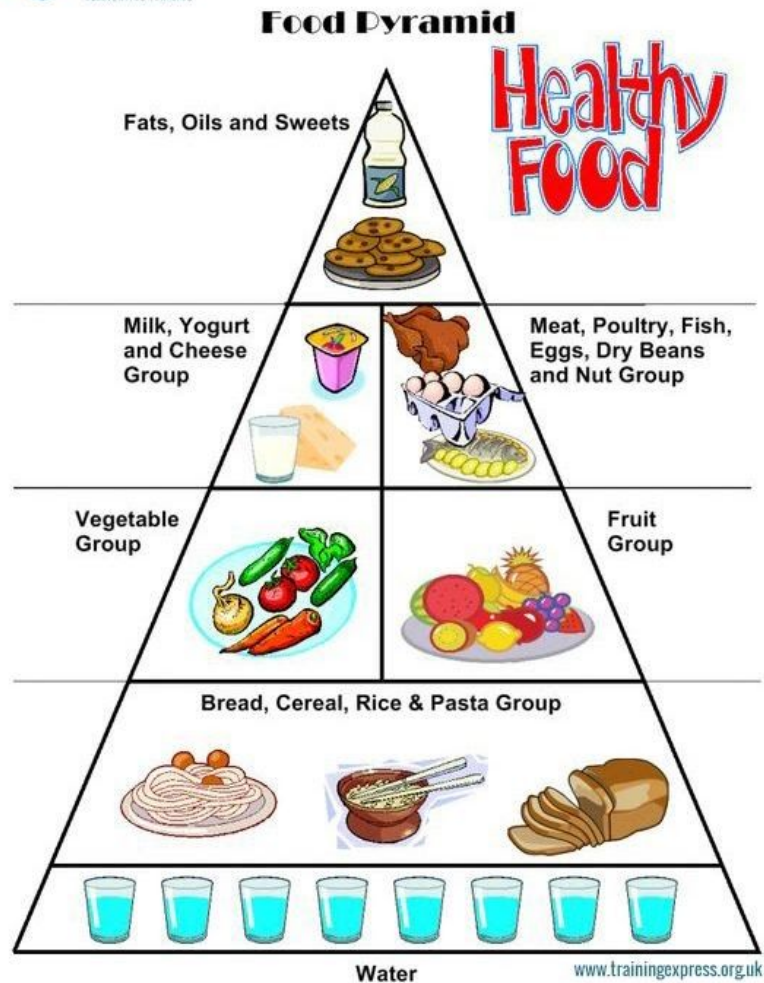 Food Pyramid
Healthy
Food
Fats, Oils and Sweets
Milk, Yogurt
and Cheese
Group
Meat, Poultry, Fish,
Eggs, Dry Beans
and Nut Group
Vegetable
Group
Fruit
Group
Bread, Cereal, Rice & Pasta Group
Water
www.trainingexpress.org.uk